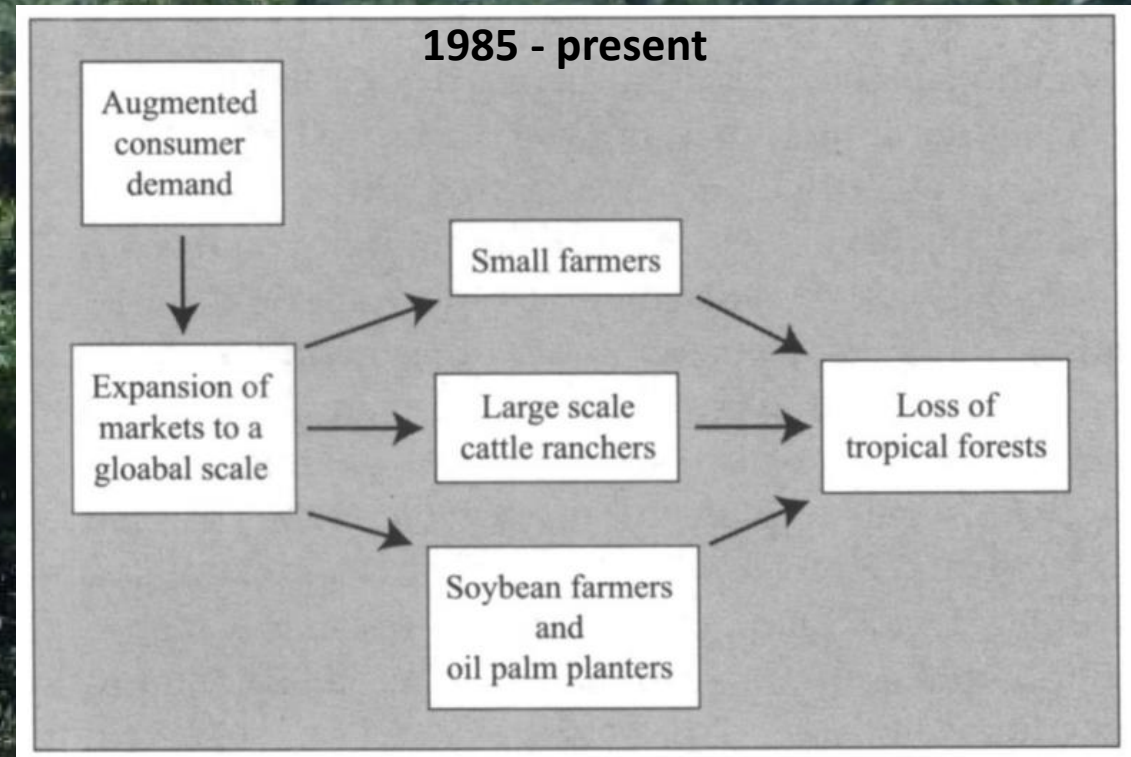 1985 - present
Augmented
consumer
demand
Expansion of
markets to a
gloabal scale
Small farmers
Large scale
cattle ranchers
Soybean farmers
and
oil palm planters
Loss of
tropical forests